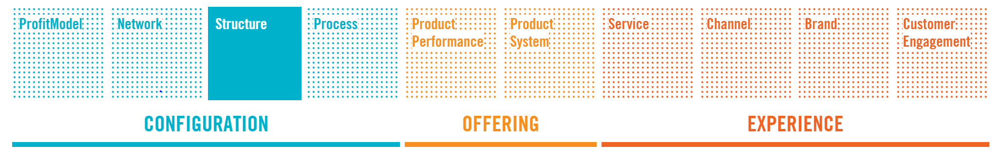 ProfitModel
Network
Structure
Process
Product
Performance
Product
System
Service
Channel
Brand
Customer
Engagement
CONFIGURATION
OFFERING
EXPERIENCE